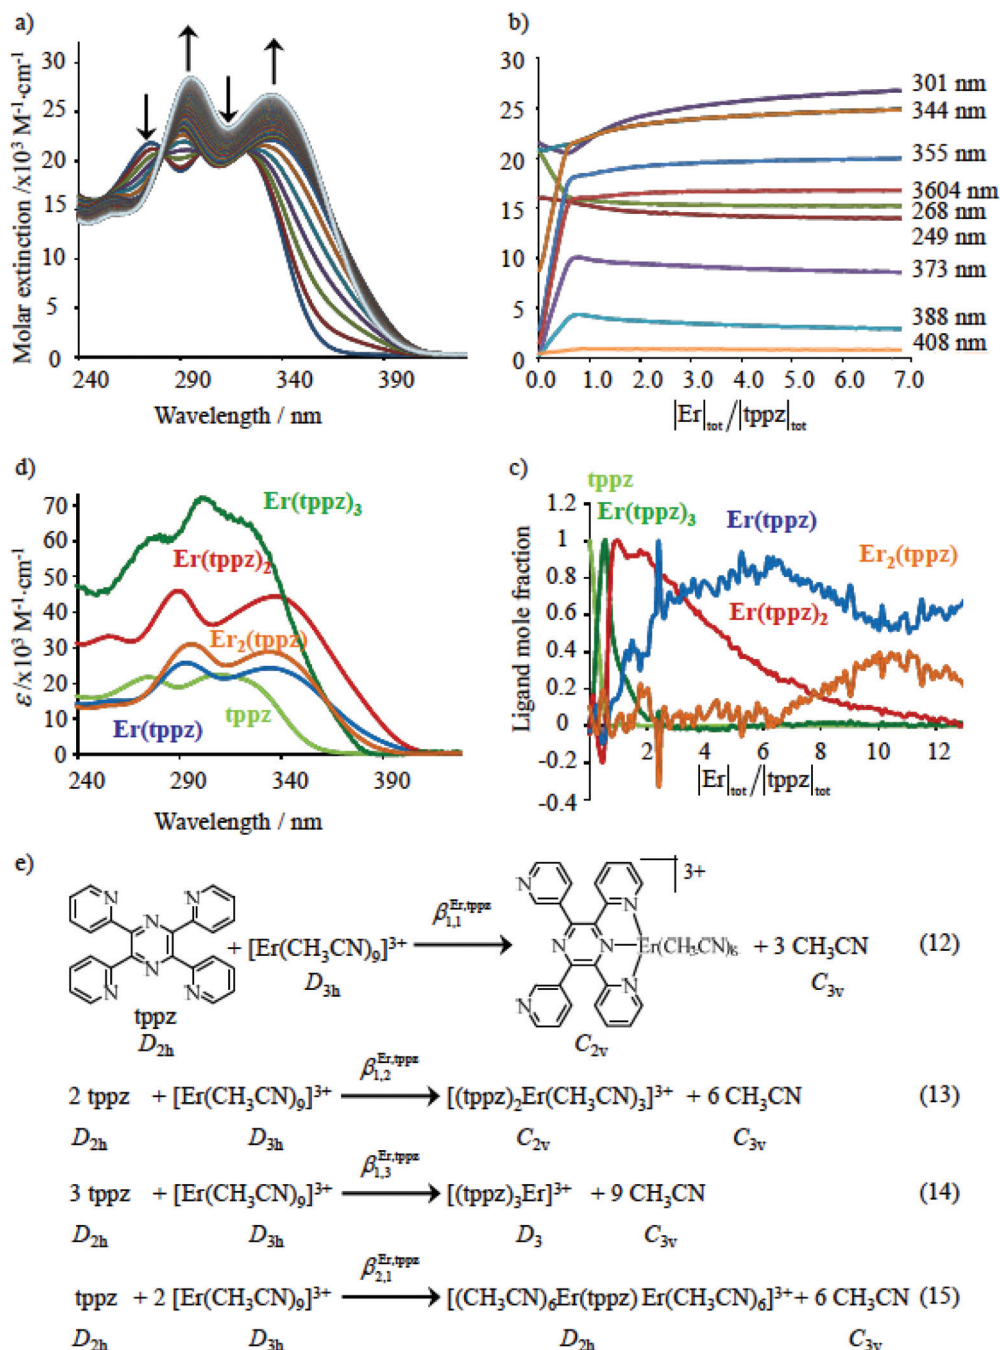 a)
Molar extinction /x10³ M⁻¹·cm⁻¹
30
25
20
15
10
5
0
240 290 340 390
Wavelength / nm
b)
30
25
20
15
10
5
0
0.0 1.0 2.0 3.0 4.0 5.0 6.0 7.0
301 nm
344 nm
355 nm
3604 nm
268 nm
249 nm
373 nm
388 nm
408 nm
|Er|tot/|tppz|tot
d)
ε /x 10³ M⁻¹·cm⁻¹
70
60
50
40
30
20
10
0
240 290 340 390
Wavelength / nm
Er(tppz)₃
Er(tppz)₂
Er₂(tppz)
Er(tppz)
tppz
c)
Ligand mole fraction
1.2
1
0.8
0.6
0.4
0.2
0
-0.2
-0.4
2 4 6 8 10 12
tppz
Er(tppz)₃
Er(tppz)
Er₂(tppz)
Er(tppz)₂
|Er|tot/|tppz|tot
e)
N N N N N N
tppz
D₂h
+ [Er(CH₃CN)₉]³⁺
D₃h
β₁,₁ᴱʳ,ᵗᵖᵖᶻ
N N N N N N Er(CH₃CN)₆ 3+
C₂v
+ 3 CH₃CN (12)
C₃v
2 tppz + [Er(CH₃CN)₉]³⁺ β₁,₂ᴱʳ,ᵗᵖᵖᶻ [(tppz)₂Er(CH₃CN)₃]³⁺ + 6 CH₃CN (13)
D₂h D₃h C₂v C₃v
3 tppz + [Er(CH₃CN)₉]³⁺ β₁,₃ᴱʳ,ᵗᵖᵖᶻ [(tppz)₃Er]³⁺ + 9 CH₃CN (14)
D₂h D₃h D₃ C₃v
tppz + 2 [Er(CH₃CN)₉]³⁺ β₂,₁ᴱʳ,ᵗᵖᵖᶻ [(CH₃CN)₆Er(tppz) Er(CH₃CN)₆]³⁺ + 6 CH₃CN (15)
D₂h D₃h D₂h C₃v